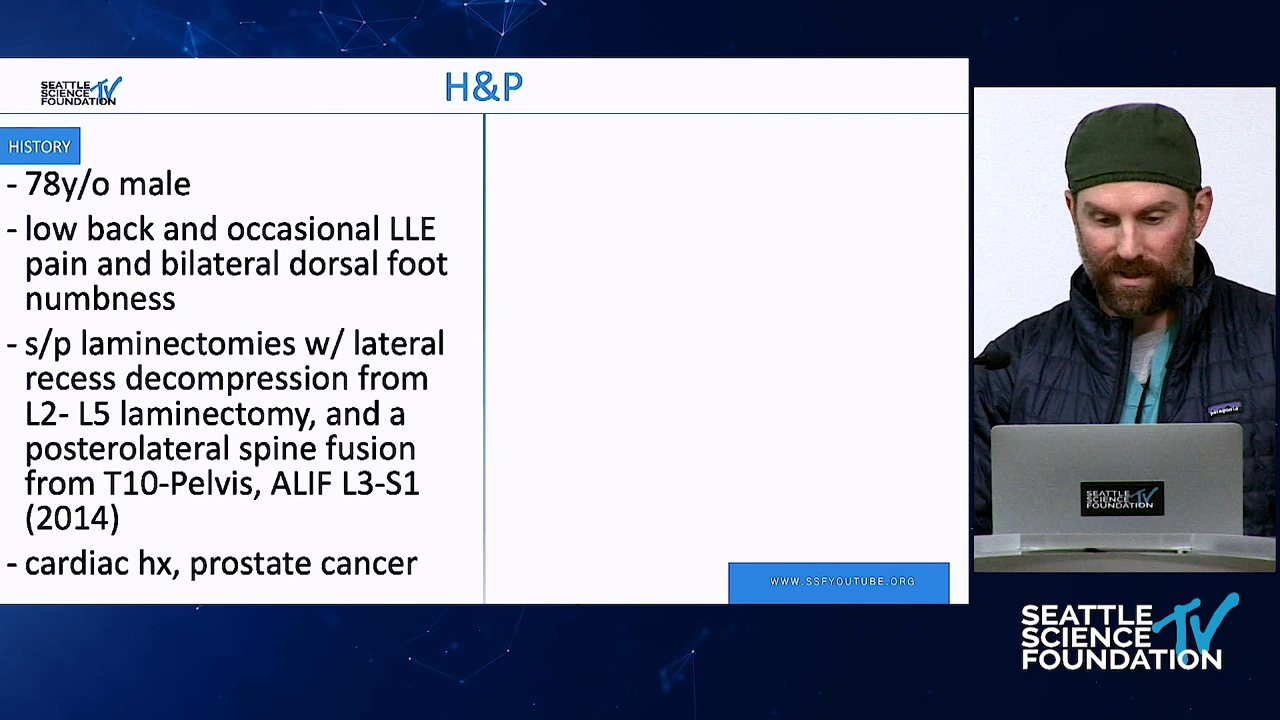 SEATTLE
SCIENCE TV
FOUNDATION
H&P
HISTORY
- 78y/o male
- low back and occasional LLE
pain and bilateral dorsal foot
numbness
- s/p laminectomies w/ lateral
recess decompression from
L2- L5 laminectomy, and a
posterolateral spine fusion
from T10-Pelvis, ALIF L3-S1
(2014)
- cardiac hx, prostate cancer
WWW.SSFYOUTUBE.ORG
patagonia
SEATTLE
SCIENCE TV
FOUNDATION
SEATTLE
SCIENCE TV
FOUNDATION